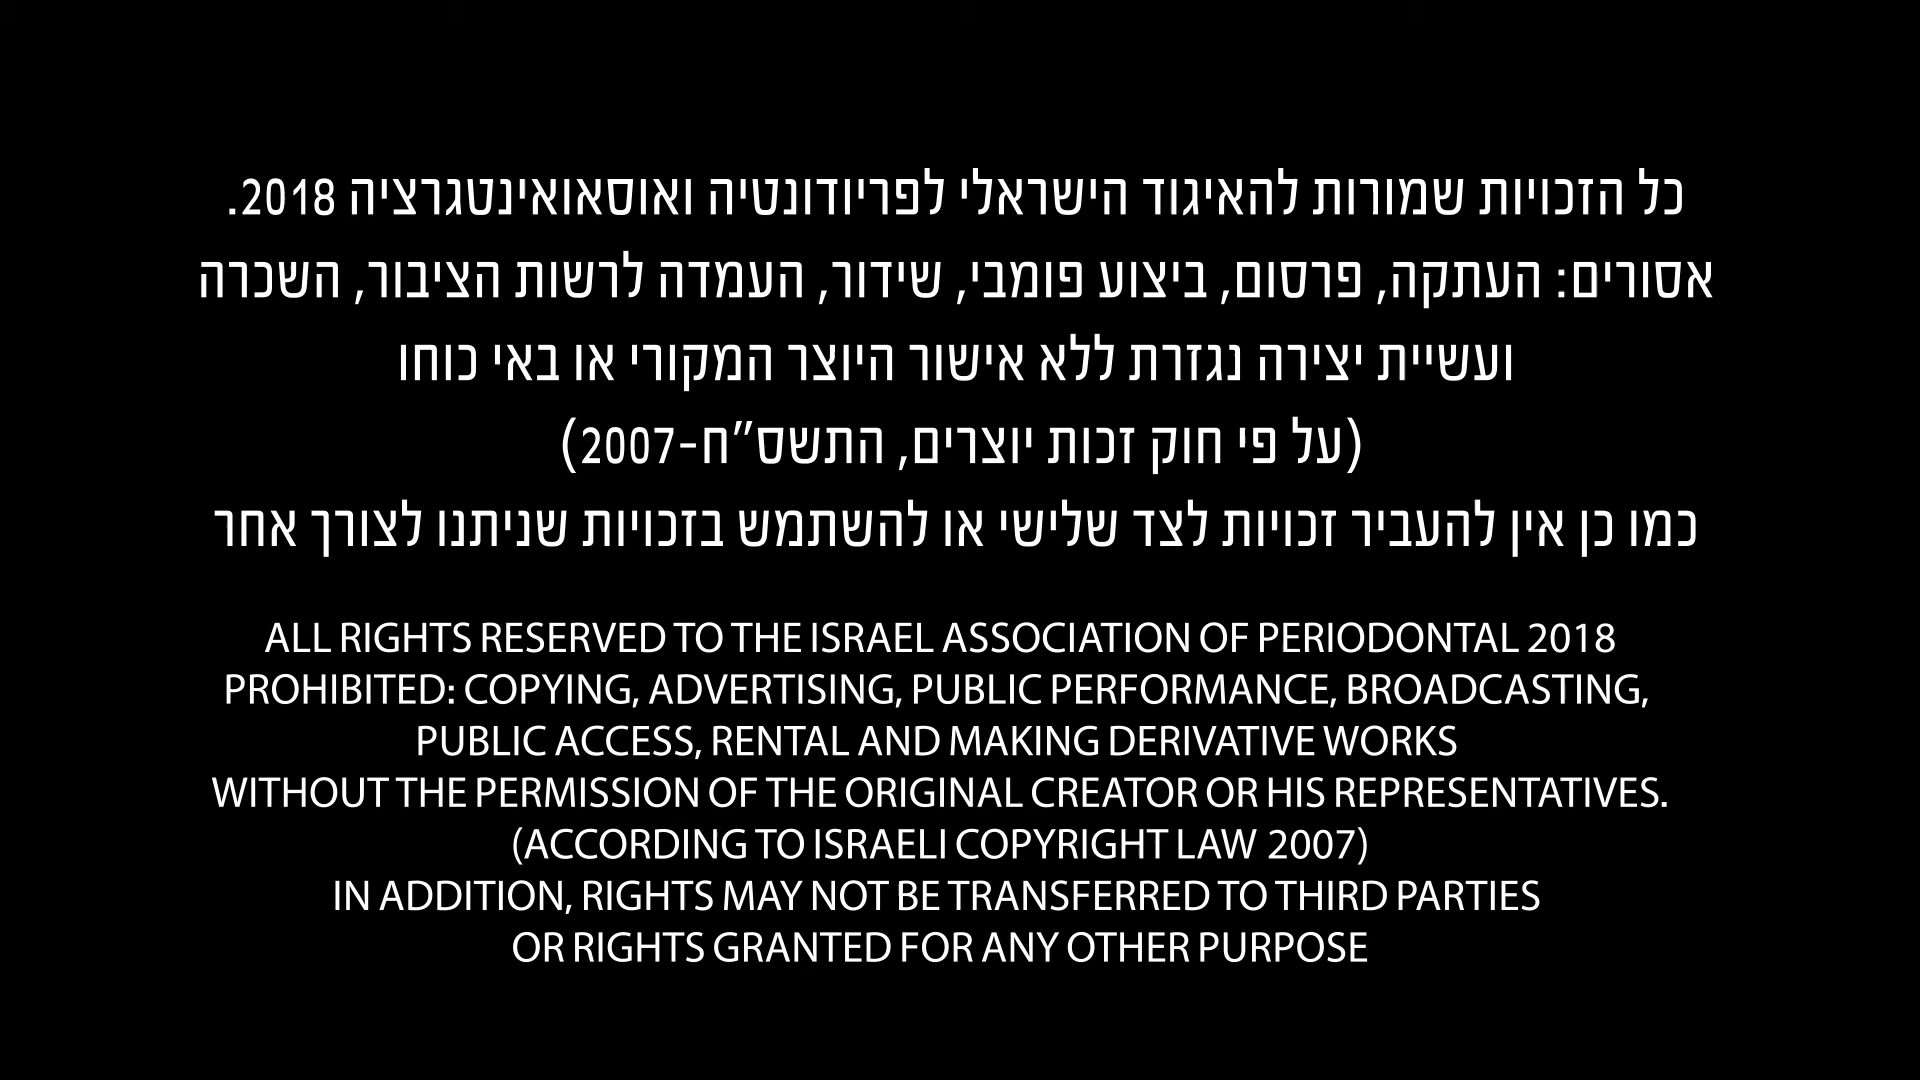 כל הזכויות שמורות להאיגוד הישראלי לפריודונטיה ואוסאואינטגרציה 2018.
אסורים: העתקה, פרסום, ביצוע פומבי, שידור, העמדה לרשות הציבור, השכרה
ועשיית יצירה נגזרת ללא אישור היוצר המקורי או באי כוחו
(על פי חוק זכות יוצרים, התשס"ח-2007)
כמו כן אין להעביר זכויות לצד שלישי או להשתמש בזכויות שניתנו לצורך אחר
ALL RIGHTS RESERVED TO THE ISRAEL ASSOCIATION OF PERIODONTAL 2018
PROHIBITED: COPYING, ADVERTISING, PUBLIC PERFORMANCE, BROADCASTING,
PUBLIC ACCESS, RENTAL AND MAKING DERIVATIVE WORKS
WITHOUT THE PERMISSION OF THE ORIGINAL CREATOR OR HIS REPRESENTATIVES.
(ACCORDING TO ISRAELI COPYRIGHT LAW 2007)
IN ADDITION, RIGHTS MAY NOT BE TRANSFERRED TO THIRD PARTIES
OR RIGHTS GRANTED FOR ANY OTHER PURPOSE